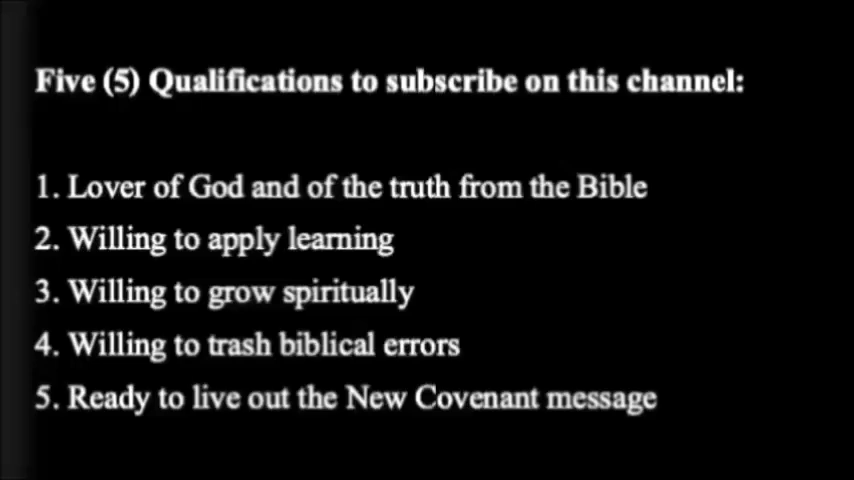 Five (5) Qualifications to subscribe on this channel:
1. Lover of God and of the truth from the Bible
2. Willing to apply learning
3. Willing to grow spiritually
4. Willing to trash biblical errors
5. Ready to live out the New Covenant message